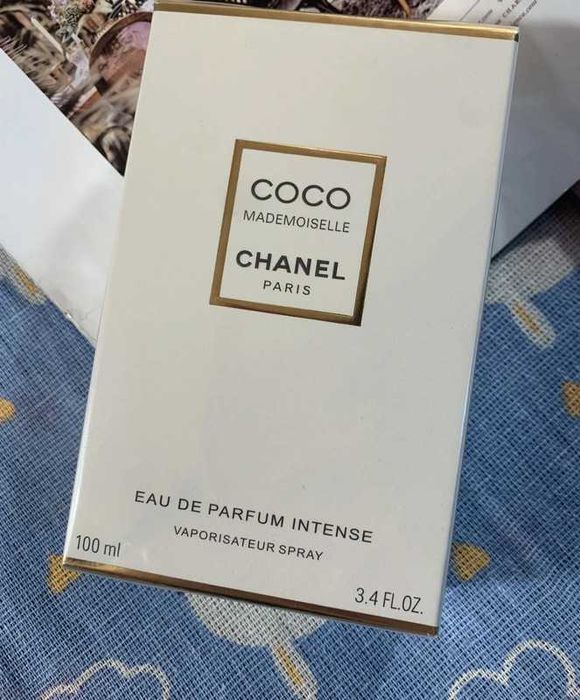 COCO
MADEMOISELLE
CHANEL
PARIS
EAU DE PARFUM INTENSE
VAPORISATEUR SPRAY
100 ml
3.4 FL.OZ.